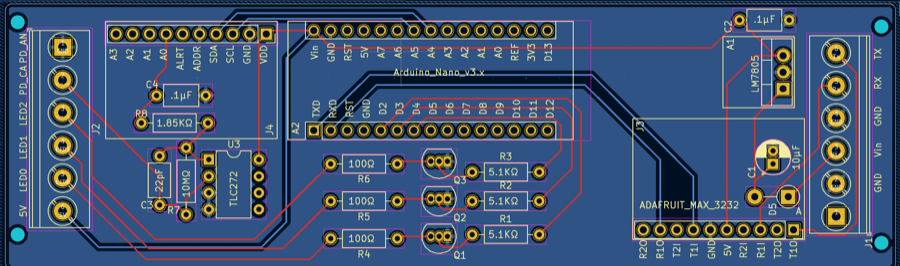 PD_AN
PD_CA
LED2
LED1
LED0
5V
J2
A3
A2
A1
A0
ALRT
ADDR
SDA
SCL
GND
VDD
J4
C4
.1µF
R8
1.85KΩ
22pF
C3
10MΩ
R7
U3
TLC272
Vin
GND
RST
5V
A7
A6
A5
A4
A3
A2
A1
A0
REF
3V3
D13
Arduino_Nano_v3.x
A2
TXD
RXD
RST
GND
D2
D3
D4
D5
D6
D7
D8
D9
D10
D11
D12
100Ω
R6
100Ω
R5
100Ω
R4
Q3
Q2
Q1
R3
5.1KΩ
R2
5.1KΩ
R1
5.1KΩ
C2
.1µF
A1
LM7805
J3
C1
10µF
D5
A
ADAFRUIT_MAX_3232
R2O
R1O
T2I
T1I
GND
5V
R2I
R1I
T2O
T1O
TX
RX
GND
Vin
GND
J1